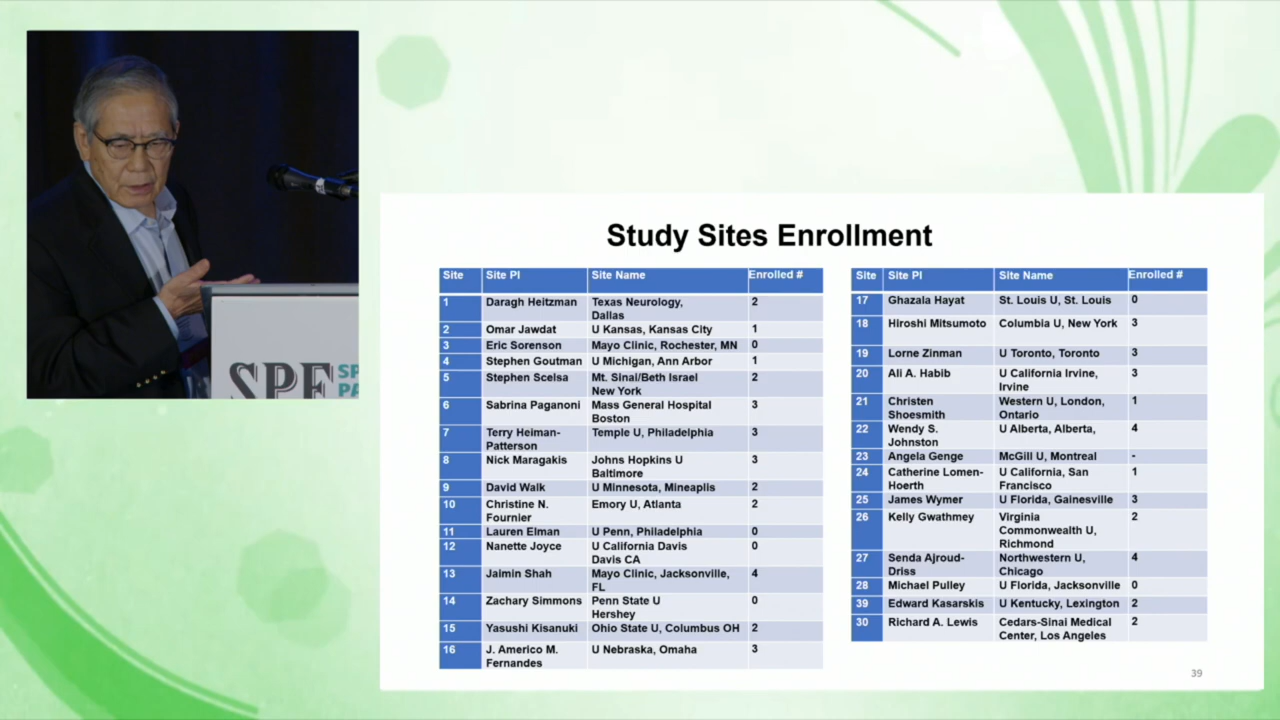 SPF SP
PA
Study Sites Enrollment
Site Site PI Site Name Enrolled #
1 Daragh Heitzman Texas Neurology,
Dallas 2
2 Omar Jawdat U Kansas, Kansas City 1
3 Eric Sorenson Mayo Clinic, Rochester, MN 0
4 Stephen Goutman U Michigan, Ann Arbor 1
5 Stephen Scelsa Mt. Sinai/Beth Israel
New York 2
6 Sabrina Paganoni Mass General Hospital
Boston 3
7 Terry Heiman-
Patterson Temple U, Philadelphia 3
8 Nick Maragakis Johns Hopkins U
Baltimore 3
9 David Walk U Minnesota, Mineaplis 2
10 Christine N.
Fournier Emory U, Atlanta 2
11 Lauren Elman U Penn, Philadelphia 0
12 Nanette Joyce U California Davis
Davis CA 0
13 Jaimin Shah Mayo Clinic, Jacksonville,
FL 4
14 Zachary Simmons Penn State U
Hershey 0
15 Yasushi Kisanuki Ohio State U, Columbus OH 2
16 J. Americo M.
Fernandes U Nebraska, Omaha 3
Site Site PI Site Name Enrolled #
17 Ghazala Hayat St. Louis U, St. Louis 0
18 Hiroshi Mitsumoto Columbia U, New York 3
19 Lorne Zinman U Toronto, Toronto 3
20 Ali A. Habib U California Irvine,
Irvine 3
21 Christen
Shoesmith Western U, London,
Ontario 1
22 Wendy S.
Johnston U Alberta, Alberta, 4
23 Angela Genge McGill U, Montreal -
24 Catherine Lomen-
Hoerth U California, San
Francisco 1
25 James Wymer U Florida, Gainesville 3
26 Kelly Gwathmey Virginia
Commonwealth U,
Richmond 2
27 Senda Ajroud-
Driss Northwestern U,
Chicago 4
28 Michael Pulley U Florida, Jacksonville 0
39 Edward Kasarskis U Kentucky, Lexington 2
30 Richard A. Lewis Cedars-Sinai Medical
Center, Los Angeles 2
39